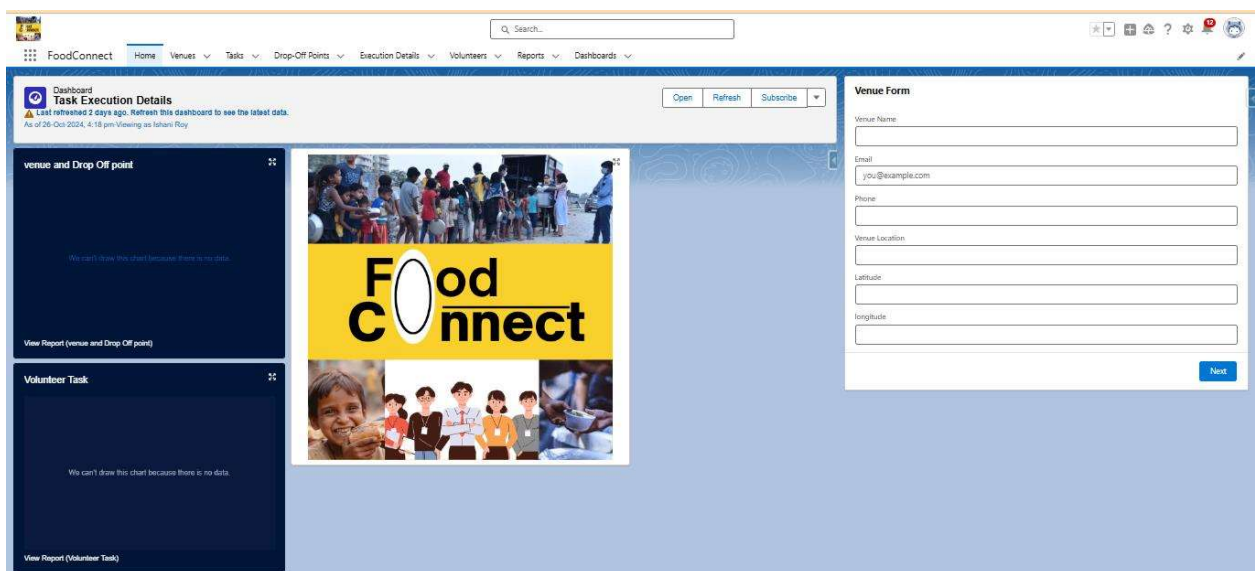 Search...
12
FoodConnect
Home
Venues
Tasks
Drop-Off Points
Execution Details
Volunteers
Reports
Dashboards
Dashboard
Task Execution Details
Last refreshed 2 days ago. Refresh this dashboard to see the latest data.
As of 26-Oct-2024, 4:18 pm·Viewing as Ishani Roy
Open
Refresh
Subscribe
venue and Drop Off point
We can't draw this chart because there is no data.
View Report (venue and Drop Off point)
Volunteer Task
We can't draw this chart because there is no data.
View Report (Volunteer Task)
Food
Connect
Venue Form
Venue Name
Email
you@example.com
Phone
Venue Location
Latitude
longitude
Next